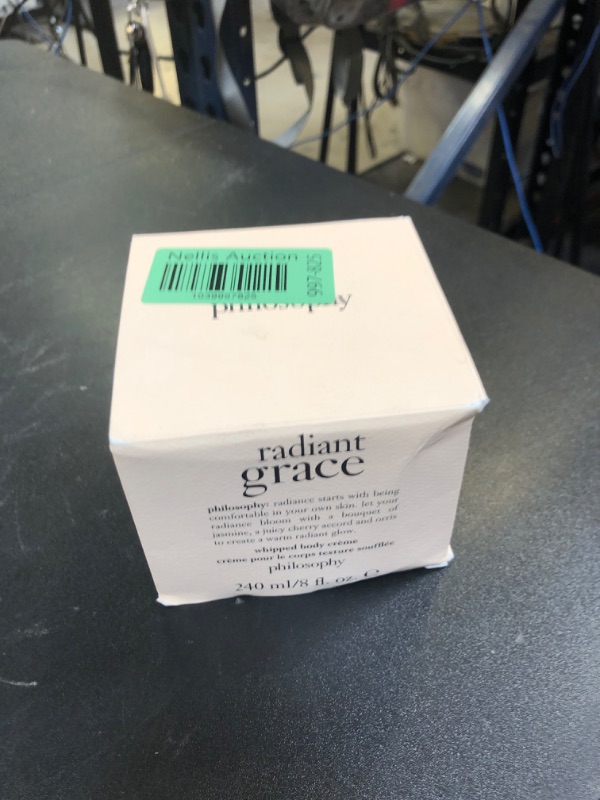 Nellis Auction
997-825
philosophy
radiant
grace
philosophy: radiance starts with being
comfortable in your own skin. let your
radiance bloom with a bouquet of
jasmine, a juicy cherry accord and orris
to create a warm radiant glow.
whipped body crème
crème pour le corps texture soufflée
philosophy
240 ml/8 fl. oz. ℮